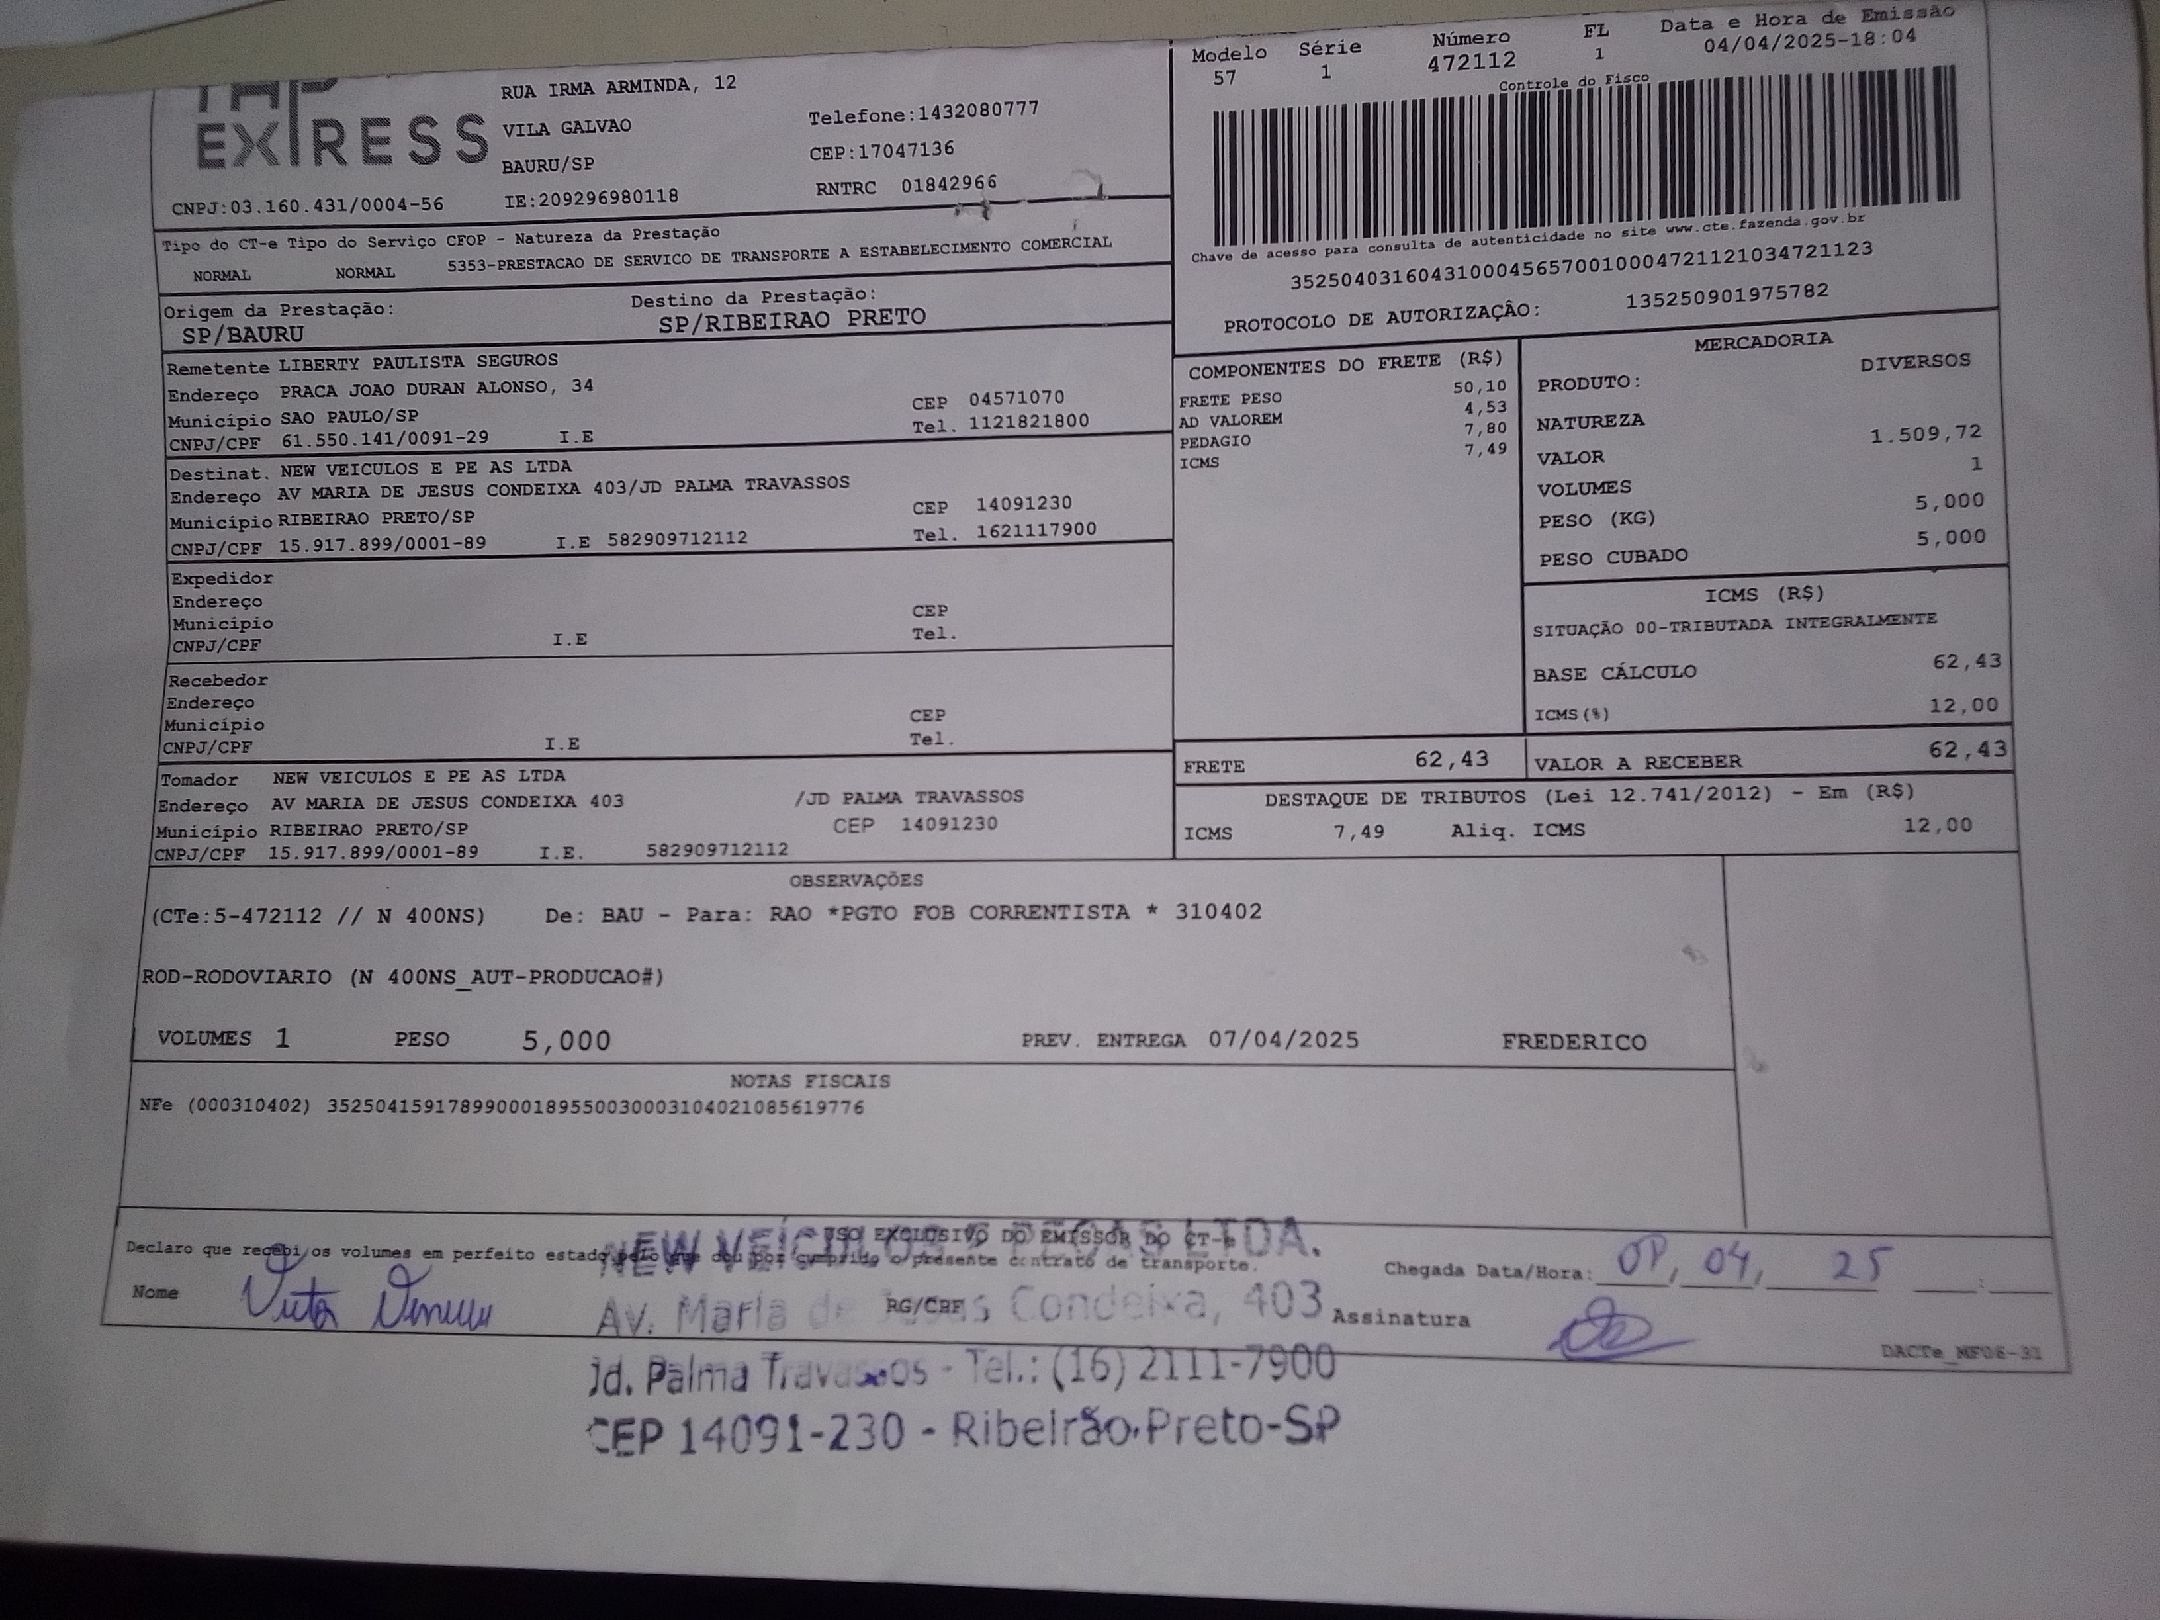 EXPRESS
CNPJ:03.160.431/0004-56
RUA IRMA ARMINDA, 12
VILA GALVAO
BAURU/SP
IE:209296980118
Telefone:1432080777
CEP:17047136
RNTRC 01842966
Modelo Série Número FL Data e Hora de Emissão
57 1 472112 1 04/04/2025-18:04
Controle do Fisco
Chave de acesso para consulta de autenticidade no site www.cte.fazenda.gov.br
35250403160431000456570010004721121034721123
PROTOCOLO DE AUTORIZAÇÂO: 135250901975782
Tipo do CT-e Tipo do Serviço CFOP - Natureza da Prestação
NORMAL NORMAL 5353-PRESTACAO DE SERVICO DE TRANSPORTE A ESTABELECIMENTO COMERCIAL
Origem da Prestação: Destino da Prestação:
SP/BAURU SP/RIBEIRAO PRETO
Remetente LIBERTY PAULISTA SEGUROS
Endereço PRACA JOAO DURAN ALONSO, 34
Município SAO PAULO/SP CEP 04571070
CNPJ/CPF 61.550.141/0091-29 I.E Tel. 1121821800
Destinat. NEW VEICULOS E PE AS LTDA
Endereço AV MARIA DE JESUS CONDEIXA 403/JD PALMA TRAVASSOS
Município RIBEIRAO PRETO/SP CEP 14091230
CNPJ/CPF 15.917.899/0001-89 I.E 582909712112 Tel. 1621117900
Expedidor
Endereço
Município CEP
CNPJ/CPF I.E Tel.
Recebedor
Endereço
Município CEP
CNPJ/CPF I.E Tel.
Tomador NEW VEICULOS E PE AS LTDA
Endereço AV MARIA DE JESUS CONDEIXA 403 /JD PALMA TRAVASSOS
Município RIBEIRAO PRETO/SP CEP 14091230
CNPJ/CPF 15.917.899/0001-89 I.E. 582909712112
COMPONENTES DO FRETE (R$)
FRETE PESO 50,10
AD VALOREM 4,53
PEDAGIO 7,80
ICMS 7,49
MERCADORIA
PRODUTO: DIVERSOS
NATUREZA
VALOR 1.509,72
VOLUMES 1
PESO (KG) 5,000
PESO CUBADO 5,000
ICMS (R$)
SITUAÇÃO 00-TRIBUTADA INTEGRALMENTE
BASE CÁLCULO 62,43
ICMS(%) 12,00
FRETE 62,43 VALOR A RECEBER 62,43
DESTAQUE DE TRIBUTOS (Lei 12.741/2012) - Em (R$)
ICMS 7,49 Aliq. ICMS 12,00
OBSERVAÇÕES
(CTe:5-472112 // N 400NS) De: BAU - Para: RAO *PGTO FOB CORRENTISTA * 310402
ROD-RODOVIARIO (N 400NS_AUT-PRODUCAO#)
VOLUMES 1 PESO 5,000 PREV. ENTREGA 07/04/2025 FREDERICO
NOTAS FISCAIS
NFe (000310402) 35250415917899000189550030003104021085619776
USO EXCLUSIVO DO EMISSOR DO CT-e
Declaro que recebi os volumes em perfeito estado pelo que dou por cumprido o presente contrato de transporte.
Chegada Data/Hora: 04, 25
Nome RG/CPF Assinatura
DACTe_MF06-31
NEW VEÍCULOS E PEÇAS LTDA.
Av. Maria de Jesus Condeixa, 403
Jd. Palma Travassos - Tel.: (16) 2111-7900
CEP 14091-230 - Ribeirão Preto-SP